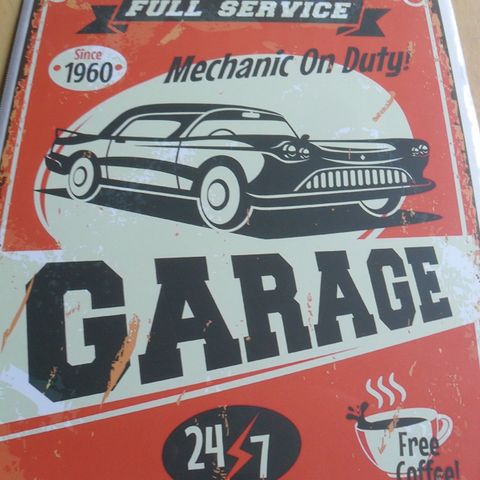 FULL SERVICE
Since
1960
Mechanic On Duty!
GARAGE
24
7
Free
Coffee!